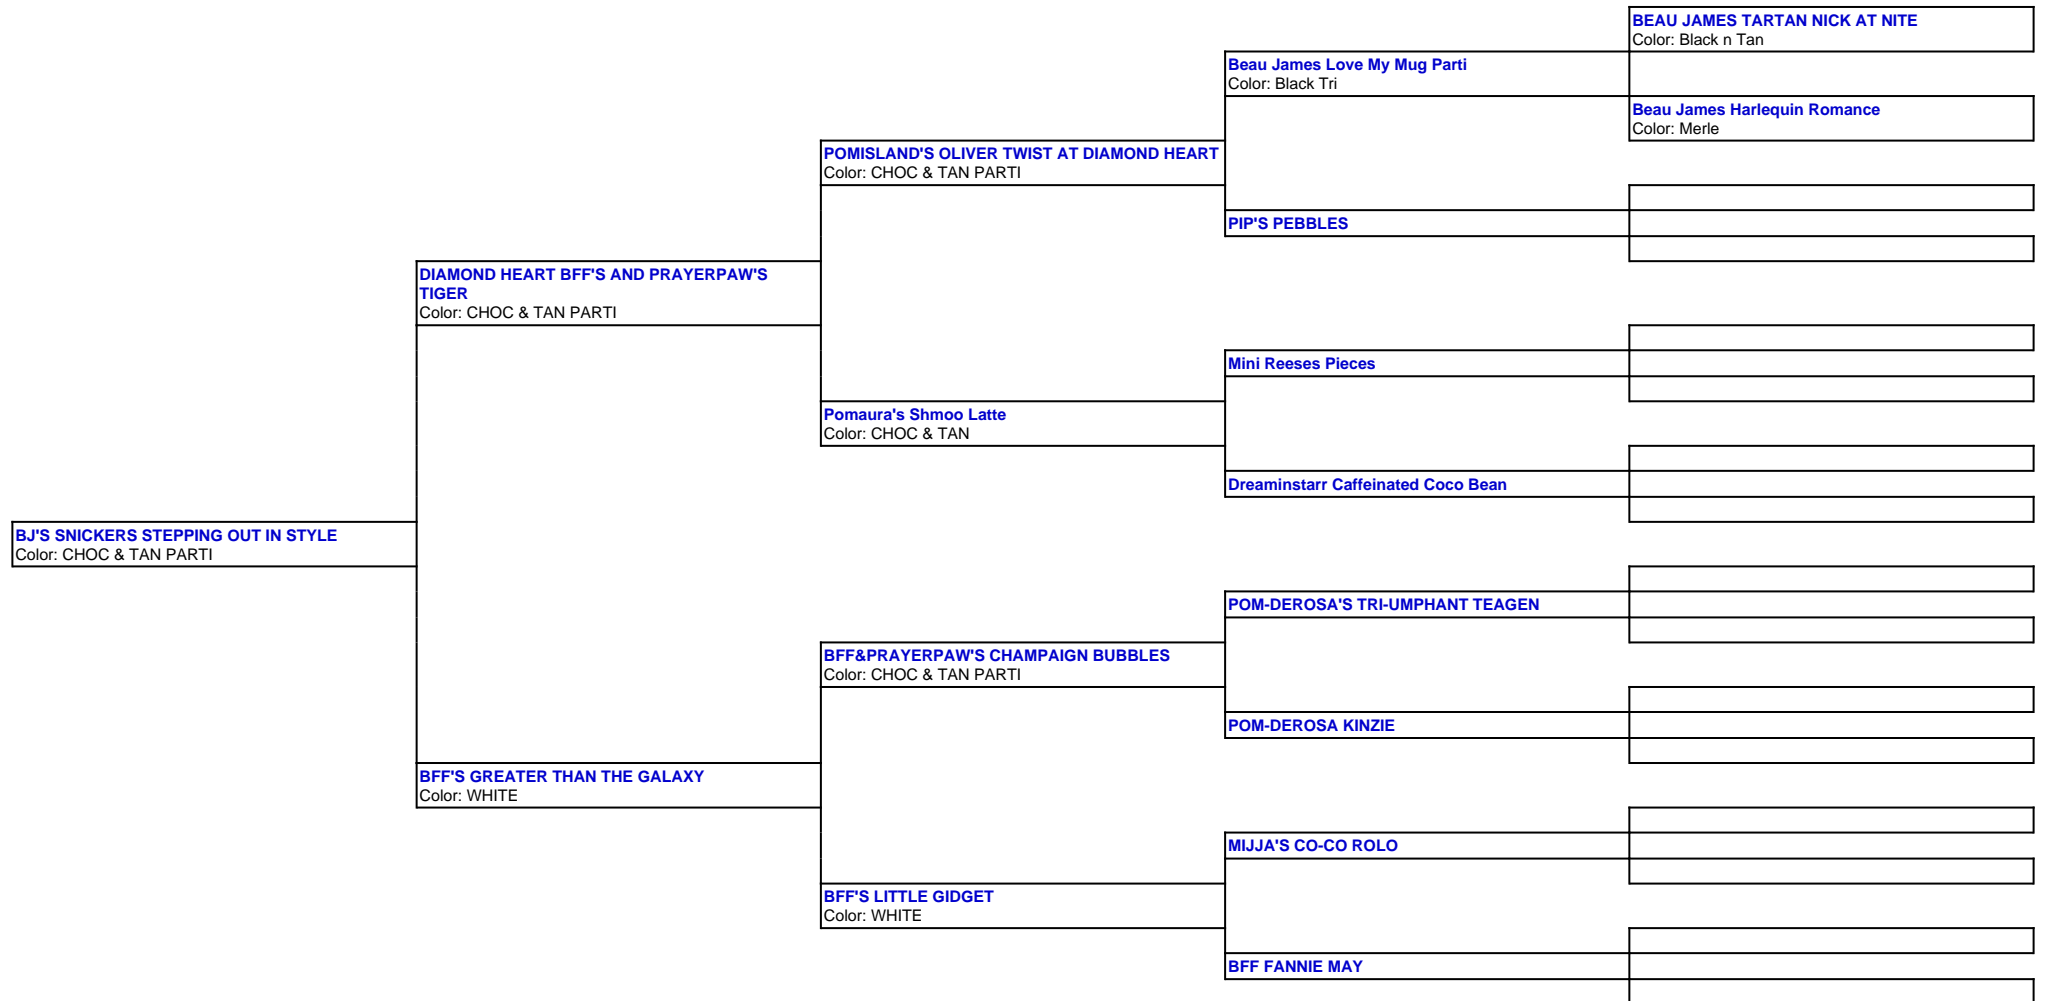 BEAU JAMES TARTAN NICK AT NITE
Color: Black n Tan
Beau James Love My Mug Parti
Color: Black Tri
Beau James Harlequin Romance
Color: Merle
POMISLAND'S OLIVER TWIST AT DIAMOND HEART
Color: CHOC & TAN PARTI
PIP'S PEBBLES
DIAMOND HEART BFF'S AND PRAYERPAW'S
TIGER
Color: CHOC & TAN PARTI
Mini Reeses Pieces
Pomaura's Shmoo Latte
Color: CHOC & TAN
Dreaminstarr Caffeinated Coco Bean
BJ'S SNICKERS STEPPING OUT IN STYLE
Color: CHOC & TAN PARTI
POM-DEROSA'S TRI-UMPHANT TEAGEN
BFF&PRAYERPAW'S CHAMPAIGN BUBBLES
Color: CHOC & TAN PARTI
POM-DEROSA KINZIE
BFF'S GREATER THAN THE GALAXY
Color: WHITE
MIJJA'S CO-CO ROLO
BFF'S LITTLE GIDGET
Color: WHITE
BFF FANNIE MAY